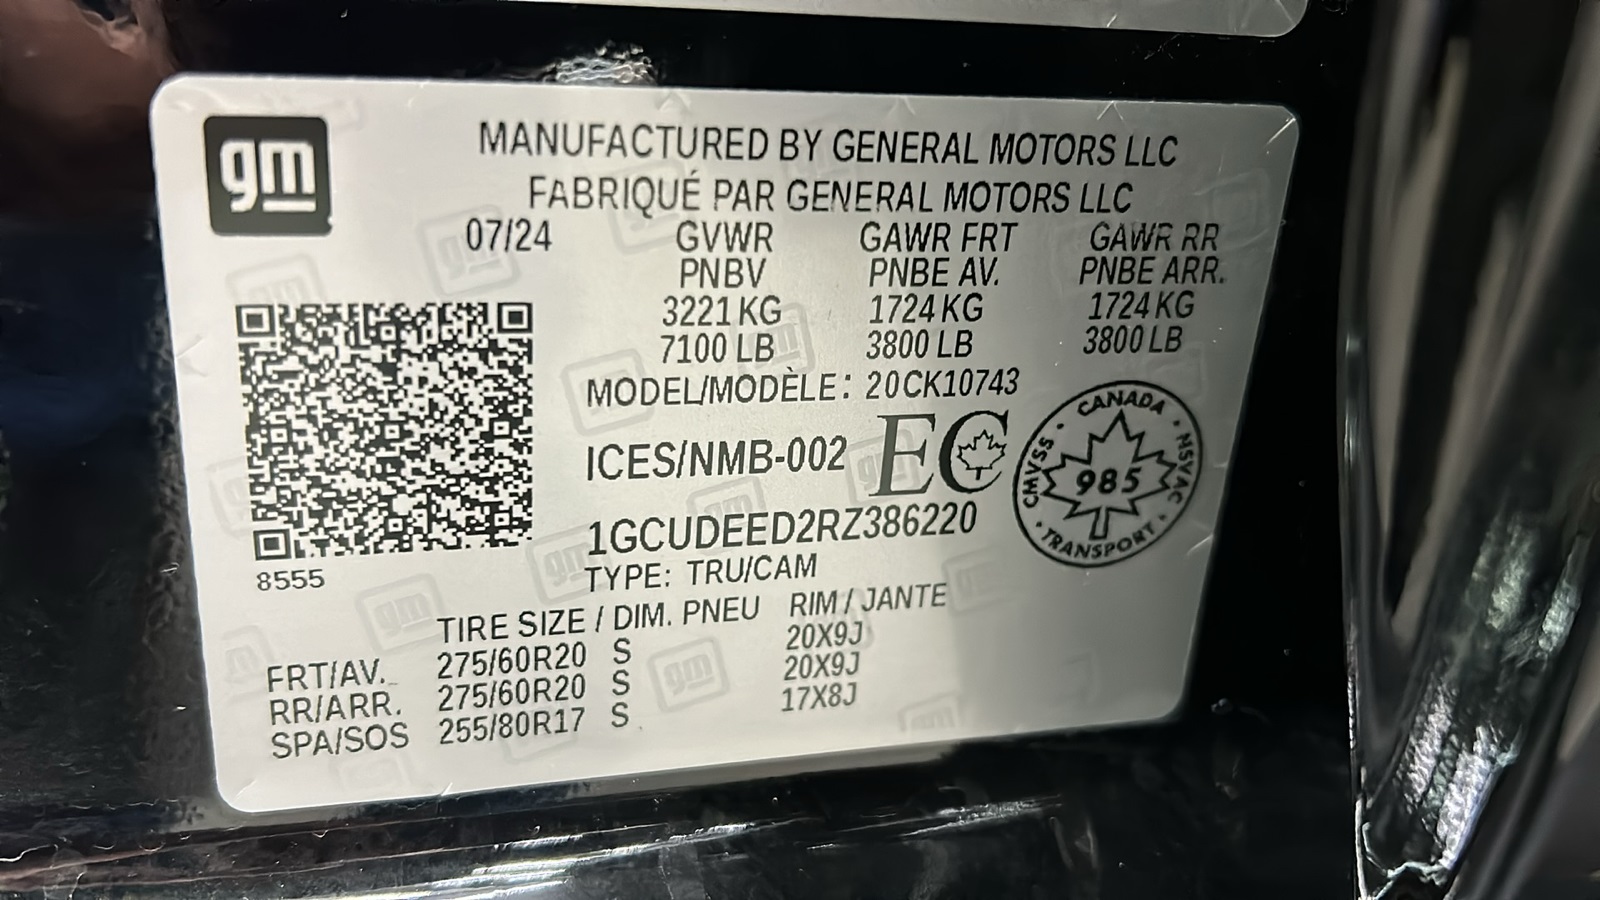 gm
MANUFACTURED BY GENERAL MOTORS LLC
FABRIQUÉ PAR GENERAL MOTORS LLC
07/24 GVWR GAWR FRT GAWR RR
PNBV PNBE AV. PNBE ARR.
3221 KG 1724 KG 1724 KG
7100 LB 3800 LB 3800 LB
MODEL/MODÈLE: 20CK10743
ICES/NMB-002 EC
CANADA
CMVSS · NSVAC
985
TRANSPORT
1GCUDEED2RZ386220
8555
TYPE: TRU/CAM
TIRE SIZE / DIM. PNEU RIM / JANTE
FRT/AV. 275/60R20 S 20X9J
RR/ARR. 275/60R20 S 20X9J
SPA/SOS 255/80R17 S 17X8J